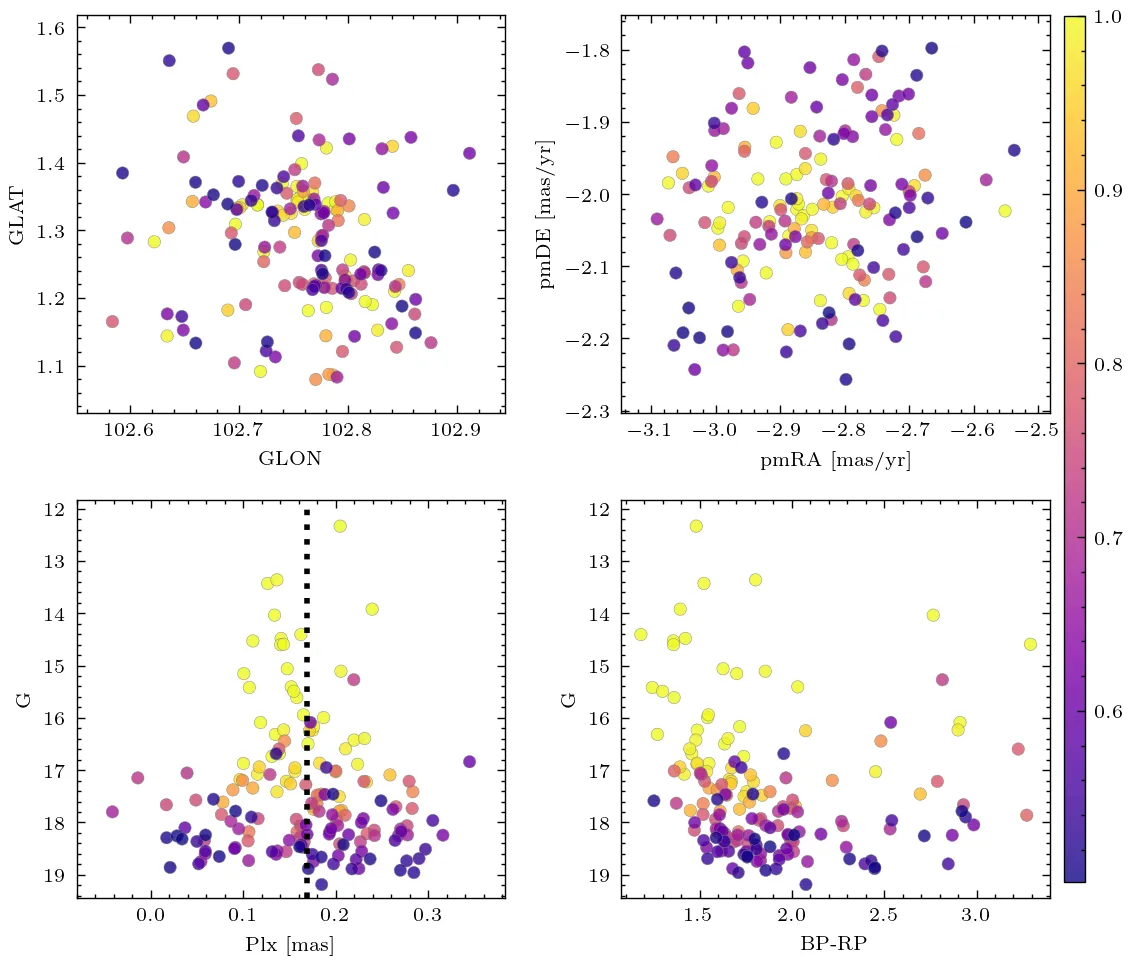 1.6
1.5
1.4
1.3
1.2
1.1
GLAT
102.6 102.7 102.8 102.9
GLON
−1.8
−1.9
−2.0
−2.1
−2.2
−2.3
pmDE [mas/yr]
−3.1 −3.0 −2.9 −2.8 −2.7 −2.6 −2.5
pmRA [mas/yr]
12
13
14
15
16
17
18
19
G
0.0 0.1 0.2 0.3
Plx [mas]
12
13
14
15
16
17
18
19
G
1.5 2.0 2.5 3.0
BP-RP
1.0
0.9
0.8
0.7
0.6